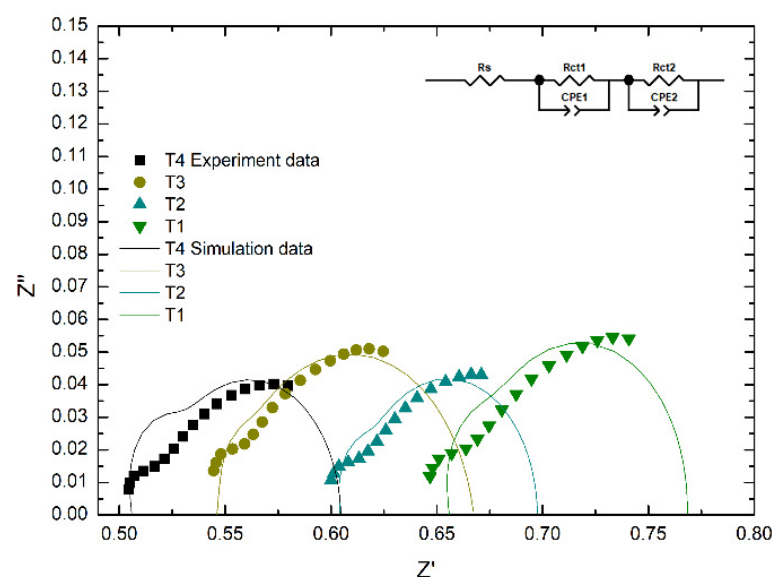 0.15
0.14
0.13
0.12
0.11
0.10
0.09
0.08
0.07
0.06
0.05
0.04
0.03
0.02
0.01
0.00
Z"
Rs Rct1 Rct2
CPE1 CPE2
T4 Experiment data
T3
T2
T1
T4 Simulation data
T3
T2
T1
0.50 0.55 0.60 0.65 0.70 0.75 0.80
Z'